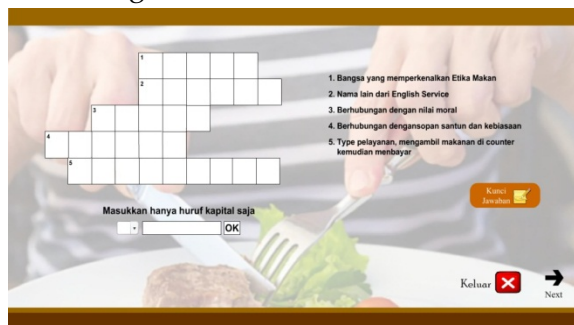 1
2
3
4
5
1. Bangsa yang memperkenalkan Etika Makan
2. Nama lain dari English Service
3. Berhubungan dengan nilai moral
4. Berhubungan dengansopan santun dan kebiasaan
5. Type pelayanan, mengambil makanan di counter
kemudian menbayar
Masukkan hanya huruf kapital saja
OK
Kunci
Jawaban
Keluar
Next